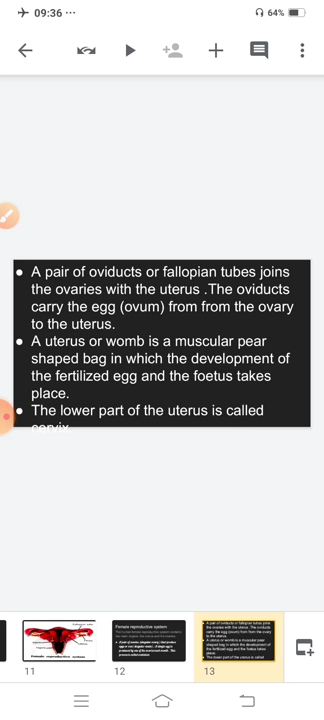 09:36 ...
64%
A pair of oviducts or fallopian tubes joins
the ovaries with the uterus .The oviducts
carry the egg (ovum) from from the ovary
to the uterus.
A uterus or womb is a muscular pear
shaped bag in which the development of
the fertilized egg and the foetus takes
place.
The lower part of the uterus is called
cervix
11
Female reproductive system
12
13